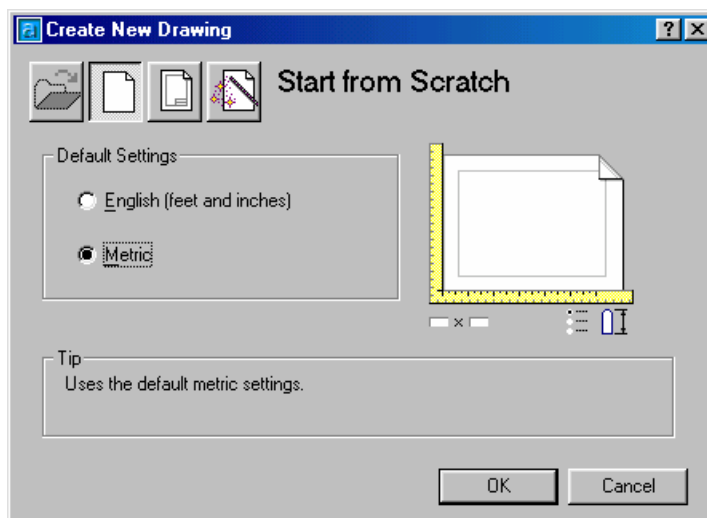 Create New Drawing
Start from Scratch
Default Settings
English (feet and inches)
Metric
Tip
Uses the default metric settings.
OK
Cancel